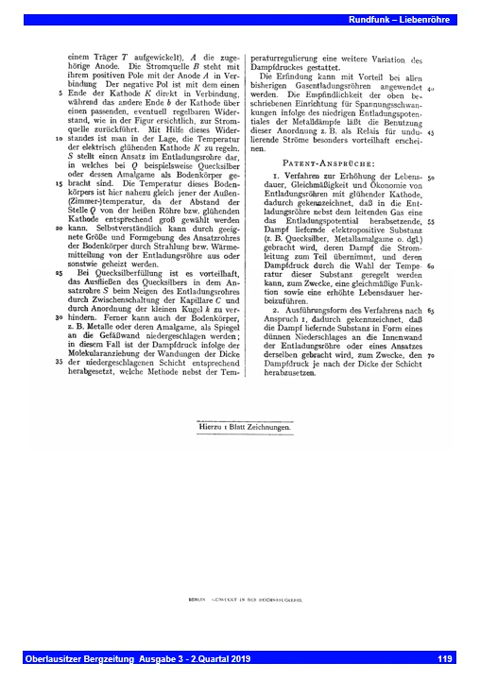 Rundfunk – Liebenröhre
einem Träger T aufgewickelt), A die zuge-
hörige Anode. Die Stromquelle B steht mit
ihrem positiven Pole mit der Anode A in Ver-
bindung Der negative Pol ist mit dem einen
5 Ende der Kathode K direkt in Verbindung,
während das andere Ende b der Kathode über
einen passenden, eventuell regelbaren Wider-
stand, wie in der Figur ersichtlich, zur Strom-
quelle zurückführt. Mit Hilfe dieses Wider-
10 standes ist man in der Lage, die Temperatur
der elektrisch glühenden Kathode K zu regeln.
S stellt einen Ansatz im Entladungsrohre dar,
in welches bei Q beispielsweise Quecksilber
oder dessen Amalgame als Bodenkörper ge-
15 bracht sind. Die Temperatur dieses Boden-
körpers ist hier nahezu gleich jener der Außen-
(Zimmer-)temperatur, da der Abstand der
Stelle Q von der heißen Röhre bzw. glühenden
Kathode entsprechend groß gewählt werden
20 kann. Selbstverständlich kann durch geeig-
nete Größe und Formgebung des Ansatzrohres
der Bodenkörper durch Strahlung bzw. Wärme-
mitteilung von der Entladungsröhre aus oder
sonstwie geheizt werden.
25 Bei Quecksilberfüllung ist es vorteilhaft,
das Ausfließen des Quecksilbers in dem An-
satzrohre S beim Neigen des Entladungsrohres
durch Zwischenschaltung der Kapillare C und
durch Anordnung der kleinen Kugel k zu ver-
30 hindern. Ferner kann auch der Bodenkörper,
z. B. Metalle oder deren Amalgame, als Spiegel
an die Gefäßwand niedergeschlagen werden;
in diesem Fall ist der Dampfdruck infolge der
Molekularanziehung der Wandungen der Dicke
35 der niedergeschlagenen Schicht entsprechend
herabgesetzt, welche Methode nebst der Tem-
peraturregulierung eine weitere Variation des
Dampfdruckes gestattet.
Die Erfindung kann mit Vorteil bei allen
bisherigen Gasentladungsröhren angewendet 40
werden. Die Empfindlichkeit der oben be-
schriebenen Einrichtung für Spannungsschwan-
kungen infolge des niedrigen Entladungspoten-
tiales der Metalldämpfe läßt die Benutzung
dieser Anordnung z. B. als Relais für undu- 45
lierende Ströme besonders vorteilhaft erschei-
nen.
PATENT-ANSPRÜCHE:
1. Verfahren zur Erhöhung der Lebens- 50
dauer, Gleichmäßigkeit und Ökonomie von
Entladungsröhren mit glühender Kathode,
dadurch gekennzeichnet, daß in die Ent-
ladungsröhre nebst dem leitenden Gas eine
das Entladungspotential herabsetzende, 55
Dampf liefernde elektropositive Substanz
(z. B. Quecksilber, Metallamalgame o. dgl.)
gebracht wird, deren Dampf die Strom-
leitung zum Teil übernimmt, und deren
Dampfdruck durch die Wahl der Tempe- 60
ratur dieser Substanz geregelt werden
kann, zum Zwecke, eine gleichmäßige Funk-
tion sowie eine erhöhte Lebensdauer her-
beizuführen.
2. Ausführungsform des Verfahrens nach 65
Anspruch 1, dadurch gekennzeichnet, daß
die Dampf liefernde Substanz in Form eines
dünnen Niederschlages an die Innenwand
der Entladungsröhre oder eines Ansatzes
derselben gebracht wird, zum Zwecke, den 70
Dampfdruck je nach der Dicke der Schicht
herabzusetzen.
Hierzu 1 Blatt Zeichnungen.
BERLIN. GEDRUCKT IN DER REICHSDRUCKEREI.
Oberlausitzer Bergzeitung Ausgabe 3 - 2.Quartal 2019 119